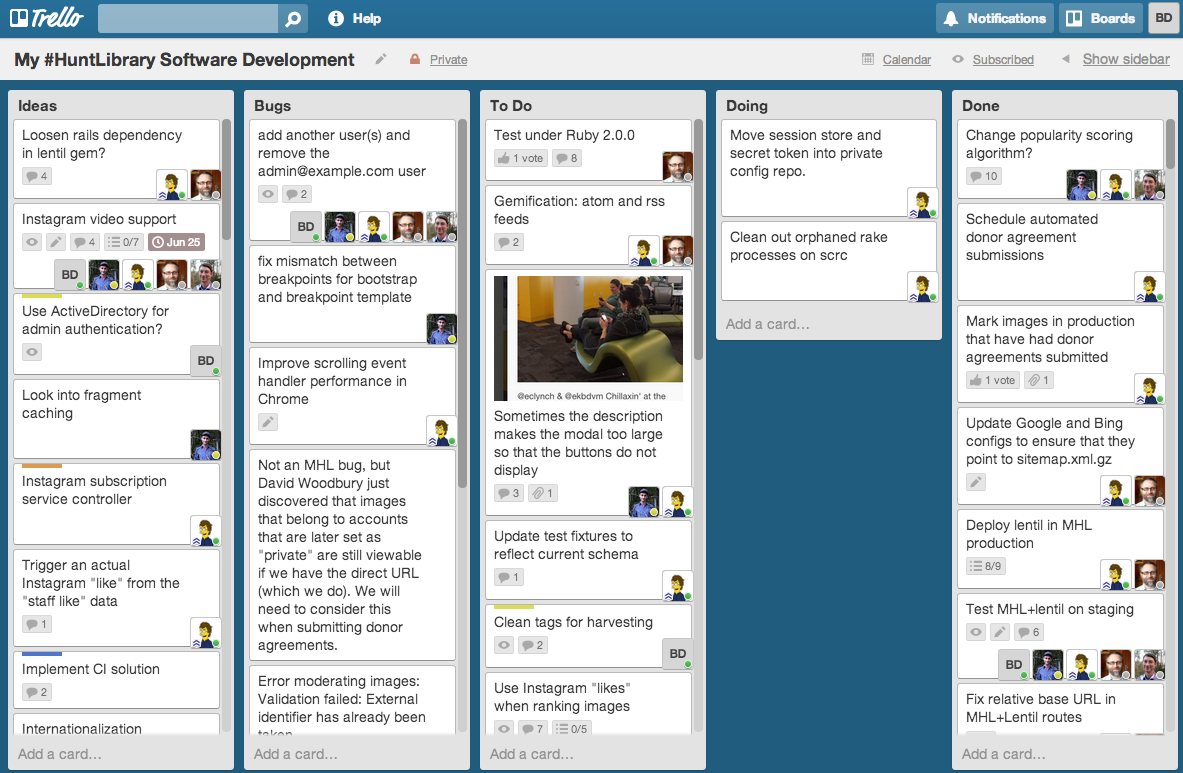 Trello
Help
Notifications
Boards
BD
My #HuntLibrary Software Development
Private
Calendar
Subscribed
Show sidebar
Ideas
Loosen rails dependency
in lentil gem?
4
Instagram video support
4
0/7
Jun 25
BD
Use ActiveDirectory for
admin authentication?
BD
Look into fragment
caching
Instagram subscription
service controller
Trigger an actual
Instagram "like" from the
"staff like" data
1
Implement CI solution
2
Internationalization
Add a card…
Bugs
add another user(s) and
remove the
admin@example.com user
2
BD
fix mismatch between
breakpoints for bootstrap
and breakpoint template
Improve scrolling event
handler performance in
Chrome
Not an MHL bug, but
David Woodbury just
discovered that images
that belong to accounts
that are later set as
"private" are still viewable
if we have the direct URL
(which we do). We will
need to consider this
when submitting donor
agreements.
Error moderating images:
Validation failed: External
identifier has already been
taken
Add a card…
To Do
Test under Ruby 2.0.0
1 vote
8
Gemification: atom and rss
feeds
2
@eclynch & @ekbdvm Chillaxin' at the
Sometimes the description
makes the modal too large
so that the buttons do not
display
3
1
Update test fixtures to
reflect current schema
1
Clean tags for harvesting
2
BD
Use Instagram "likes"
when ranking images
7
0/5
Add a card…
Doing
Move session store and
secret token into private
config repo.
Clean out orphaned rake
processes on scrc
Add a card…
Done
Change popularity scoring
algorithm?
10
Schedule automated
donor agreement
submissions
Mark images in production
that have had donor
agreements submitted
1 vote
1
Update Google and Bing
configs to ensure that they
point to sitemap.xml.gz
Deploy lentil in MHL
production
8/9
Test MHL+lentil on staging
6
BD
Fix relative base URL in
MHL+Lentil routes
Add a card…